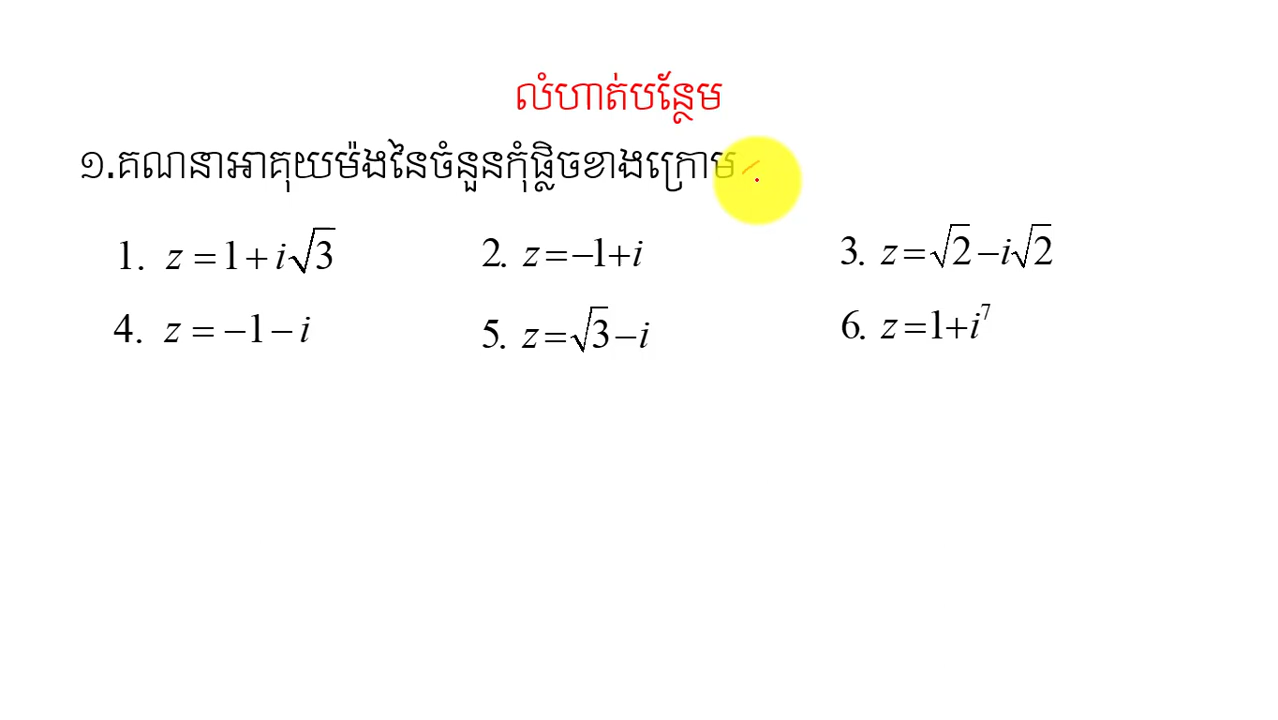 លំហាត់បន្ថែម
១.គណនាអាគុយម៉ងនៃចំនួនកុំផ្លិចខាងក្រោម
1. z = 1 + i√3 2. z = −1 + i 3. z = √2 − i√2
4. z = −1 − i 5. z = √3 − i 6. z = 1 + i⁷